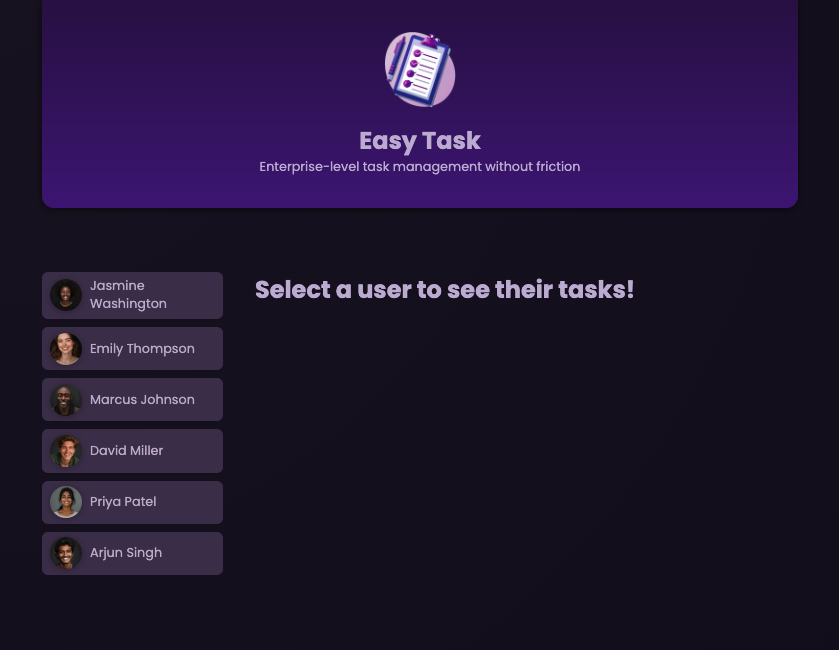 Easy Task
Enterprise-level task management without friction
Jasmine
Washington
Select a user to see their tasks!
Emily Thompson
Marcus Johnson
David Miller
Priya Patel
Arjun Singh